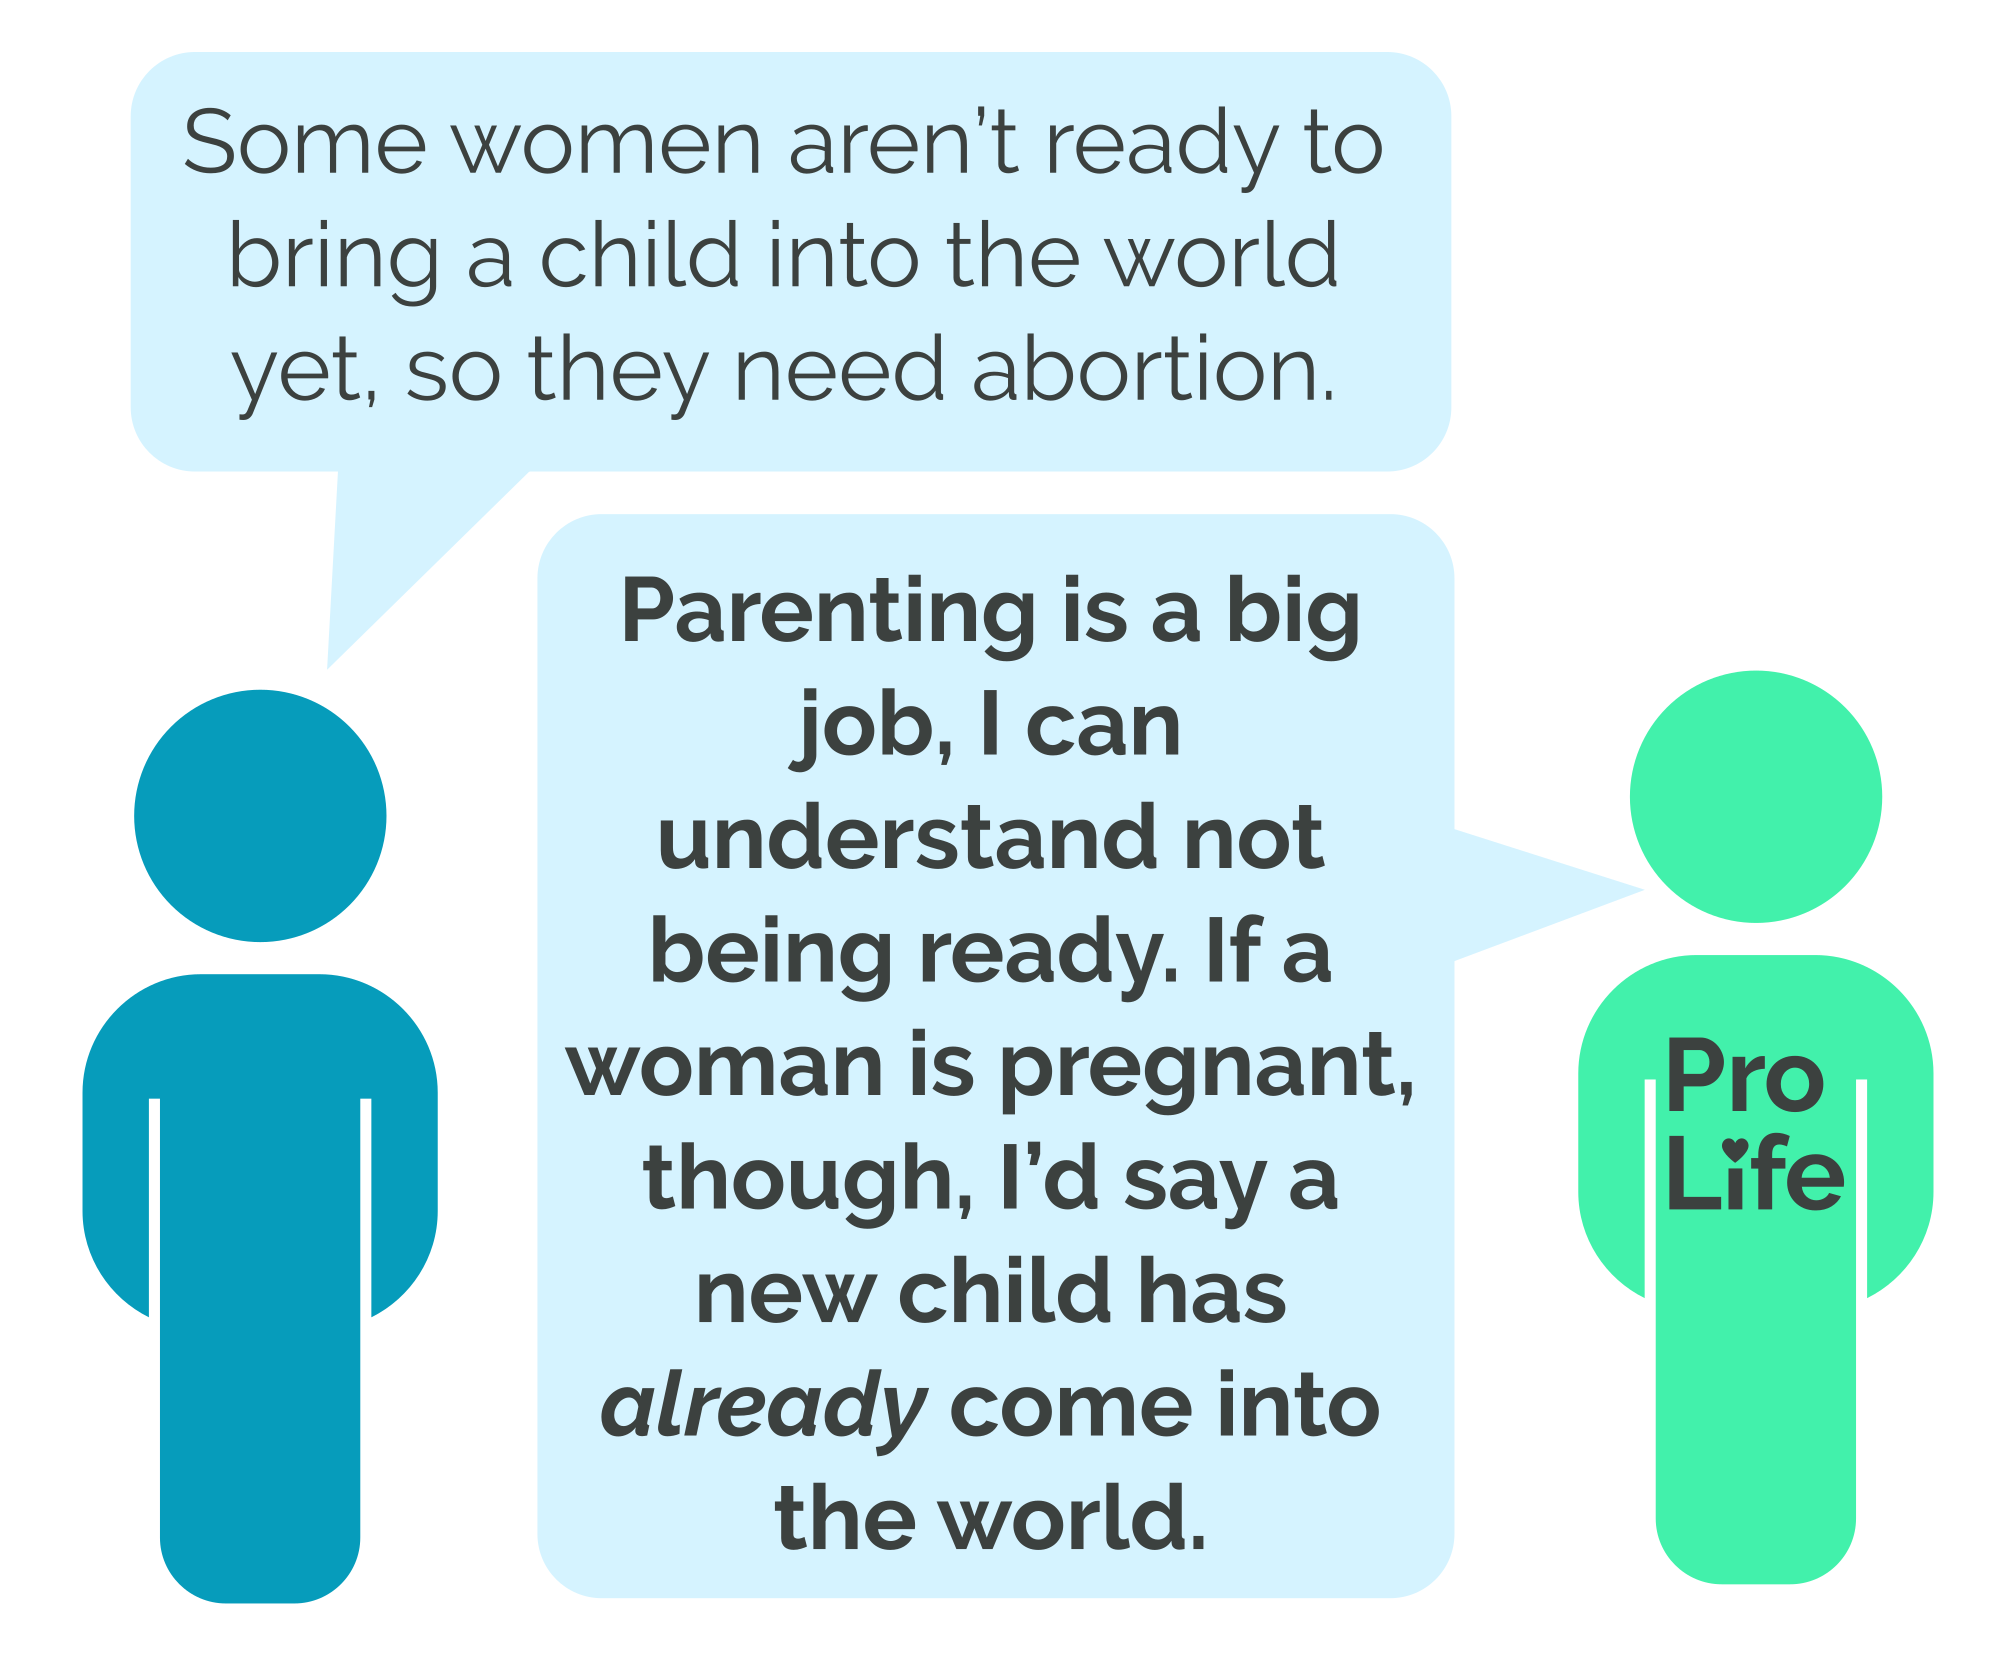 Some women aren’t ready to
bring a child into the world
yet, so they need abortion.
Parenting is a big
job, I can
understand not
being ready. If a
woman is pregnant,
though, I’d say a
new child has
already come into
the world.
Pro
Life